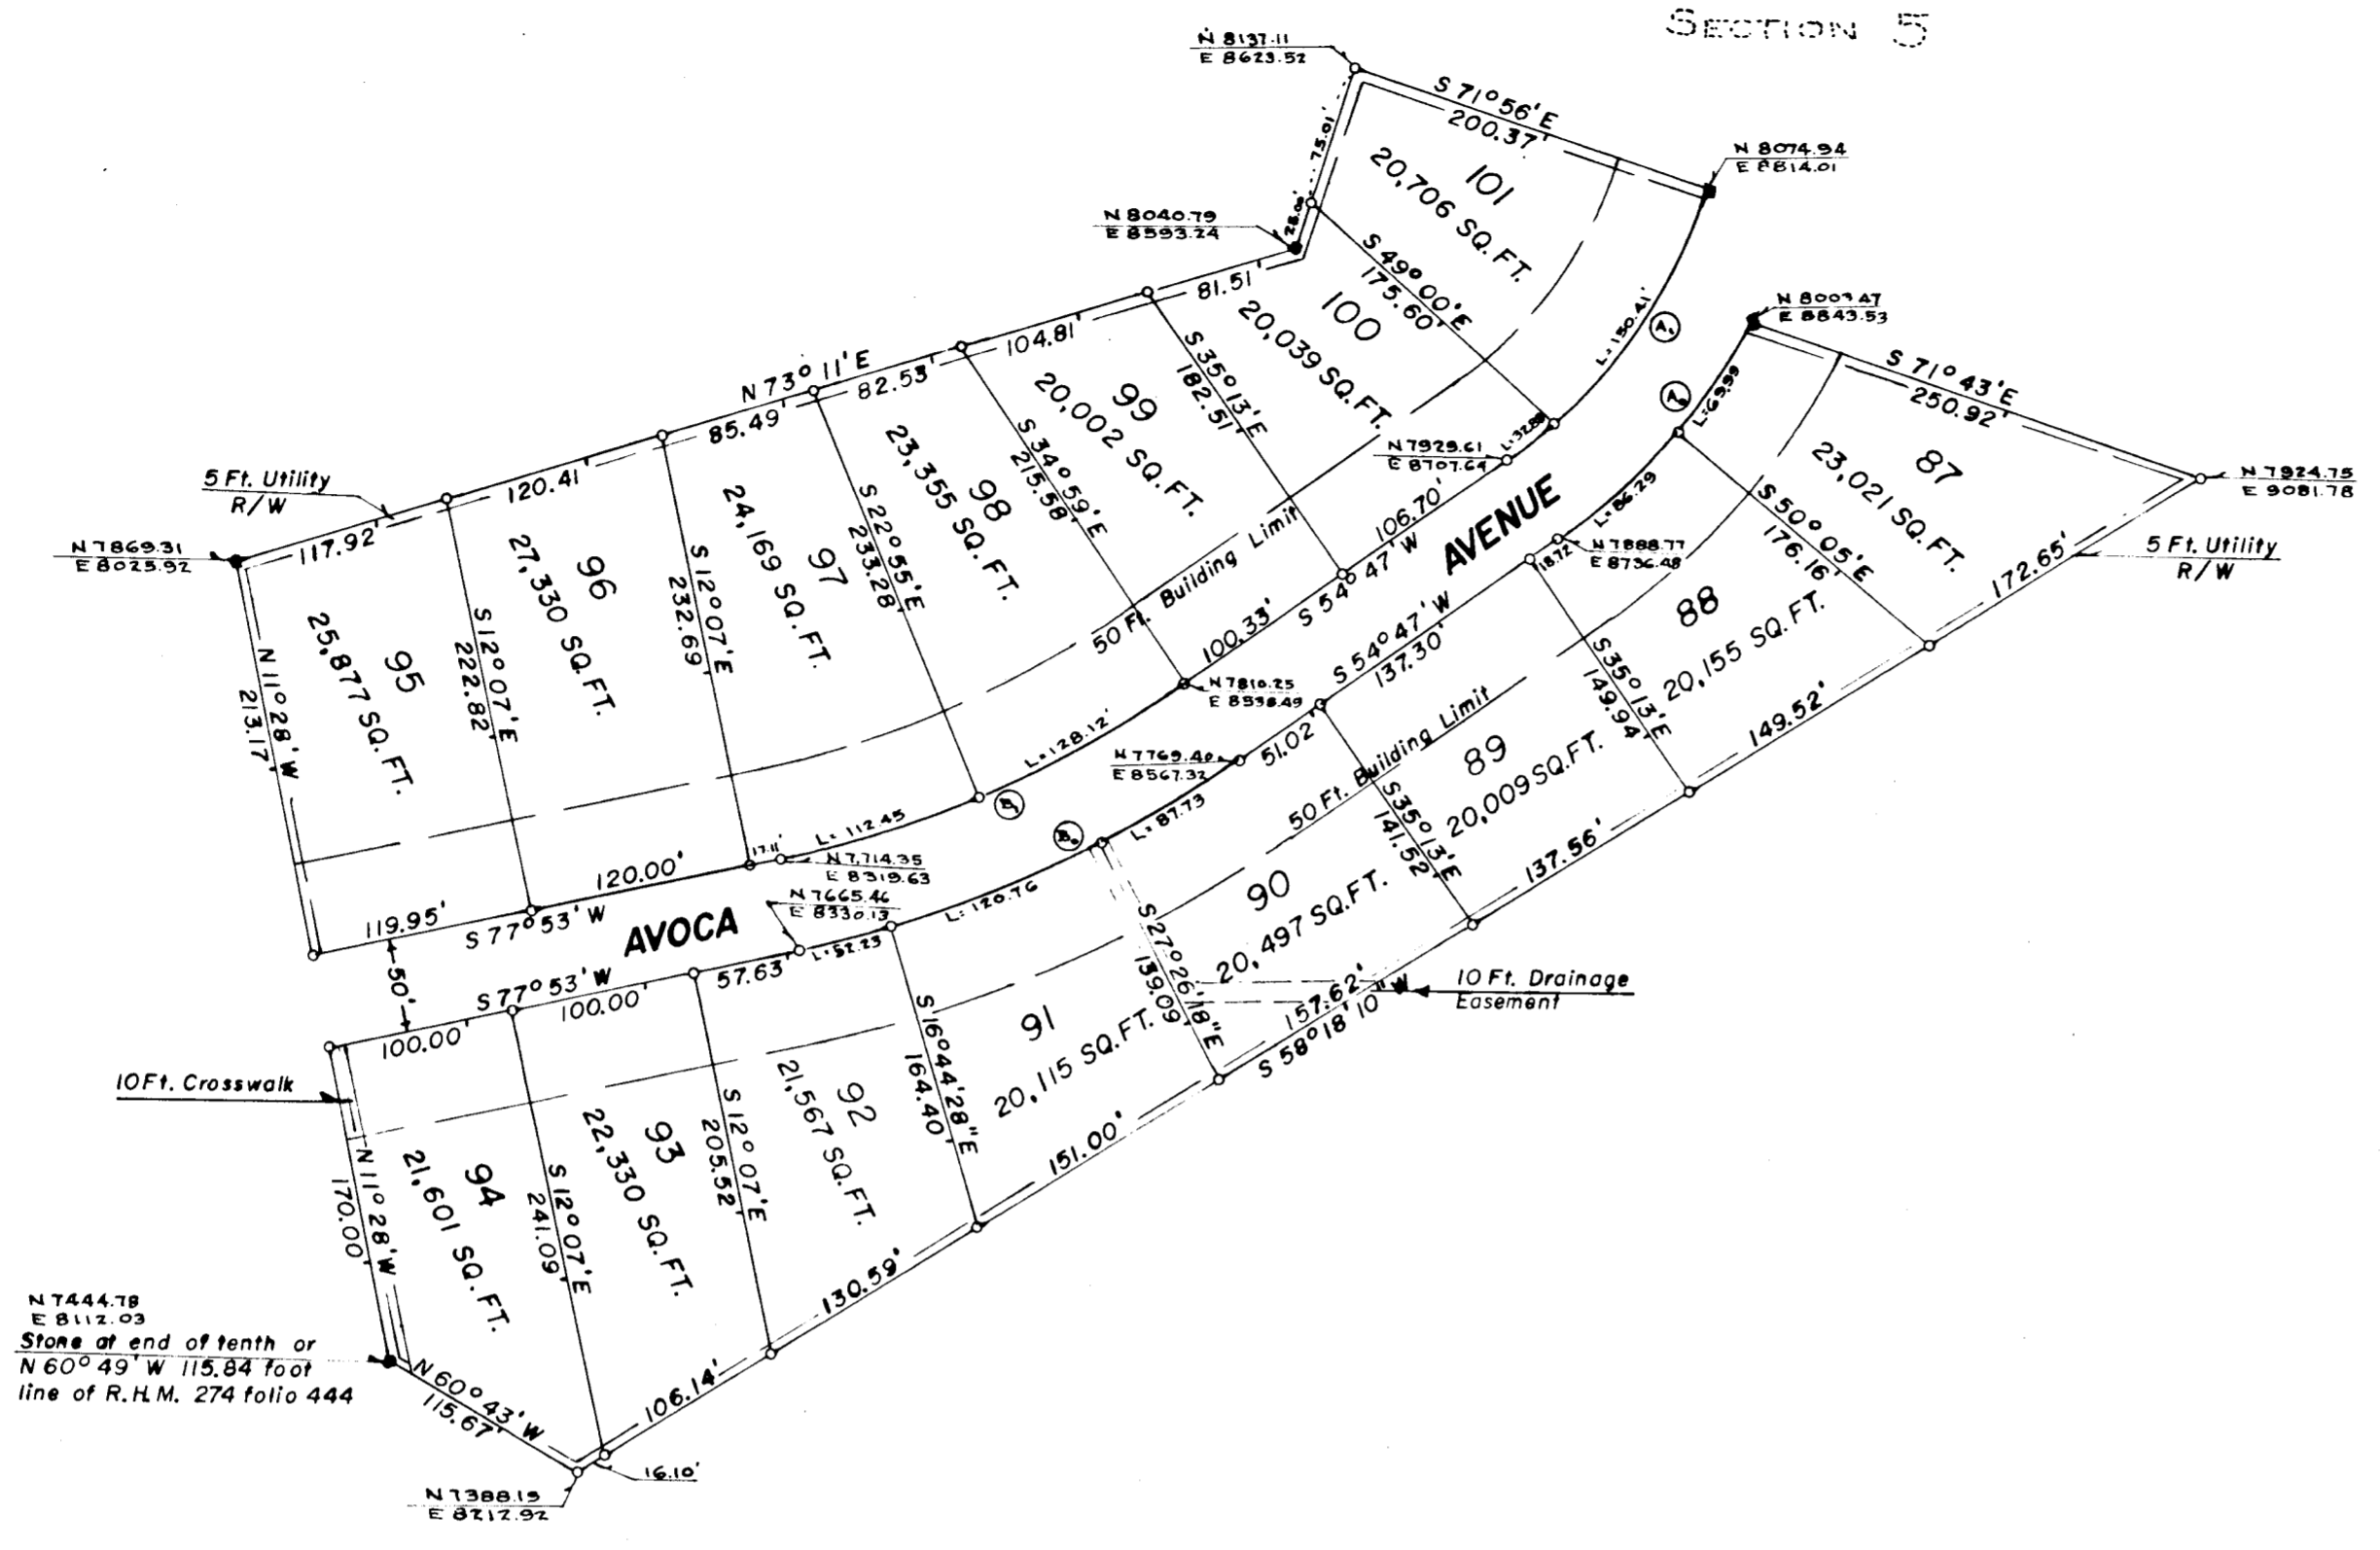 SECTION 5
N 8137.11
E 8623.52
S 71° 56' E
200.37'
75.01'
N 8074.94
E 8814.01
101
20,706 SQ. FT.
N 8040.79
E 8593.24
28.00'
81.51'
S 49° 00' E
175.60'
100
20,039 SQ. FT.
L=150.41'
A.
N 8003.47
E 8843.53
S 71° 43' E
250.92'
L=69.99
87
23,021 SQ. FT.
N 7924.75
E 9081.78
N 73° 11' E
104.81'
82.53'
85.49'
120.41'
117.92'
5 Ft. Utility
R/W
N 7869.31
E 8025.92
S 35° 13' E
182.51'
99
20,002 SQ. FT.
S 34° 59' E
215.58'
98
23,355 SQ. FT.
S 22° 55' E
233.28'
97
24,169 SQ. FT.
S 12° 07' E
232.69'
96
27,330 SQ. FT.
S 12° 07' E
222.82'
95
25,877 SQ. FT.
N 11° 28' W
213.17'
N 7929.61
E 8707.64
L=32.88
106.70'
S 54° 47' W
100.33'
50 Ft. Building Limit
AVENUE
L=86.29
18.72
N 7888.77
E 8736.48
S 50° 05' E
176.16'
172.65'
5 Ft. Utility
R/W
88
20,155 SQ. FT.
S 54° 47' W
137.30'
S 35° 13' E
149.94'
149.52'
N 7810.25
E 8538.49
L=128.12'
B.
L=112.45
17.11'
N 7,714.35
E 8319.63
120.00'
119.95'
S 77° 53' W
AVOCA
N 7769.40
E 8567.32
51.02'
L=87.73
B.
50 Ft. Building Limit
89
20,009 SQ. FT.
S 35° 13' E
141.52'
137.56'
90
20,497 SQ. FT.
N 7665.46
E 8330.13
L=52.23
L=120.76
S 27° 26' 18" E
139.09'
157.62'
S 58° 18' 10" W
10 Ft. Drainage
Easement
50'
S 77° 53' W
100.00'
100.00'
57.63'
91
20,115 SQ. FT.
S 16° 44' 28" E
164.40'
151.00'
92
21,567 SQ. FT.
S 12° 07' E
205.52'
130.59'
93
22,330 SQ. FT.
S 12° 07' E
241.09'
106.14'
94
21,601 SQ. FT.
10 Ft. Crosswalk
N 11° 28' W
170.00'
N 7444.78
E 8112.03
Stone at end of tenth or
N 60° 49' W 115.84 foot
line of R.H.M. 274 folio 444
N 60° 43' W
115.67'
16.10'
N 7388.19
E 8212.92